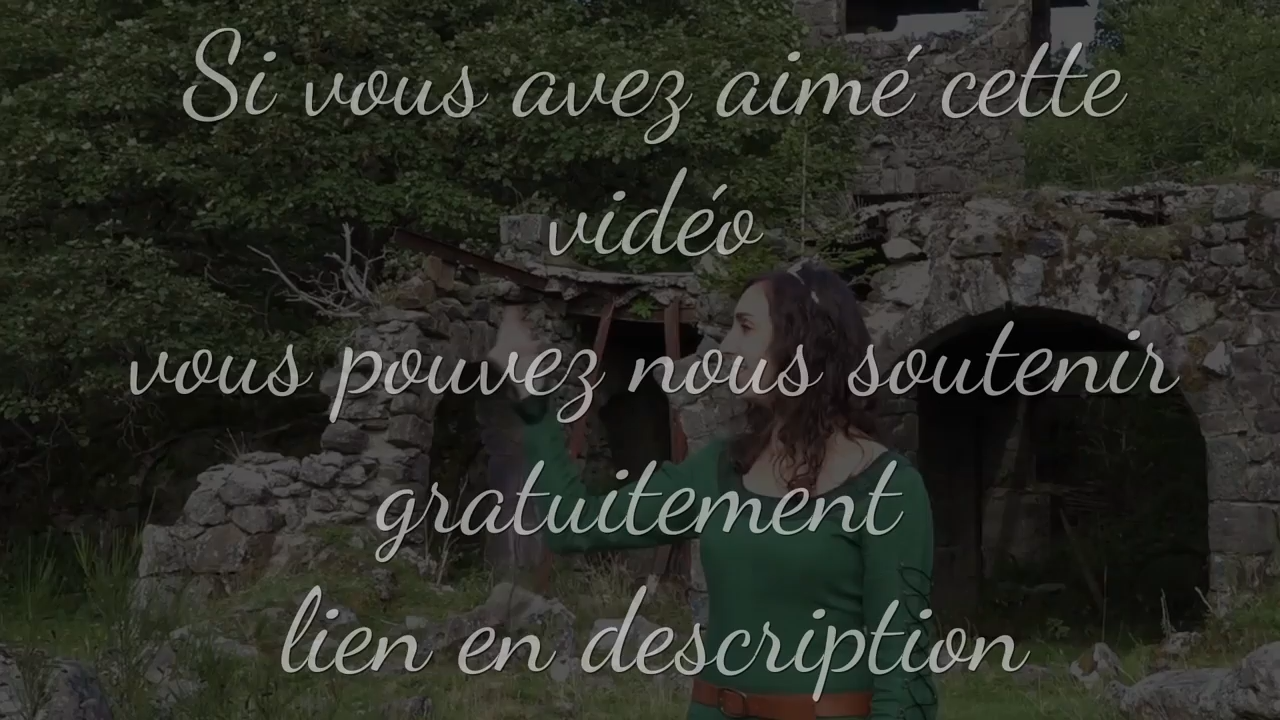 Si vous avez aimé cette
vidéo
vous pouvez nous soutenir
gratuitement
lien en description